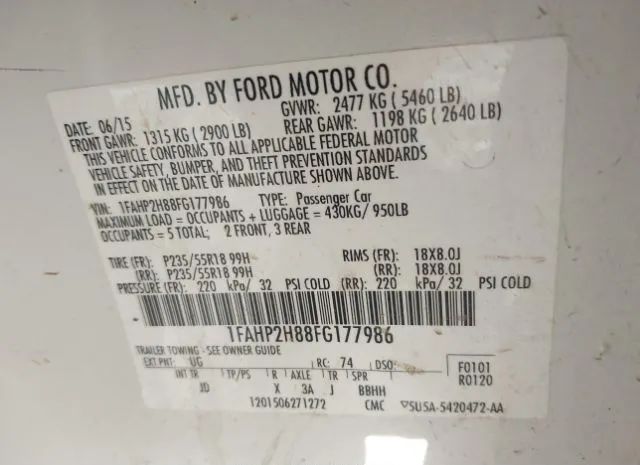 MFD. BY FORD MOTOR CO.
DATE: 06/15 GVWR: 2477 KG ( 5460 LB)
FRONT GAWR: 1315 KG ( 2900 LB) REAR GAWR: 1198 KG ( 2640 LB)
THIS VEHICLE CONFORMS TO ALL APPLICABLE FEDERAL MOTOR
VEHICLE SAFETY, BUMPER, AND THEFT PREVENTION STANDARDS
IN EFFECT ON THE DATE OF MANUFACTURE SHOWN ABOVE.
VIN: 1FAHP2H88FG177986 TYPE: Passenger Car
MAXIMUM LOAD = OCCUPANTS + LUGGAGE = 430KG/ 950LB
OCCUPANTS = 5 TOTAL; 2 FRONT, 3 REAR
TIRE (FR): P235/55R18 99H RIMS (FR): 18X8.0J
(RR): P235/55R18 99H (RR): 18X8.0J
PRESSURE (FR): 220 kPa/ 32 PSI COLD (RR): 220 kPa/ 32 PSI COLD
1FAHP2H88FG177986
TRAILER TOWING - SEE OWNER GUIDE
EXT PNT: UG RC: 74 DSO: F0101
INT TR TP/PS R AXLE TR SPR R0120
JD X 3A J BBHH
1201506271272 CMC ▽5U5A-5420472-AA